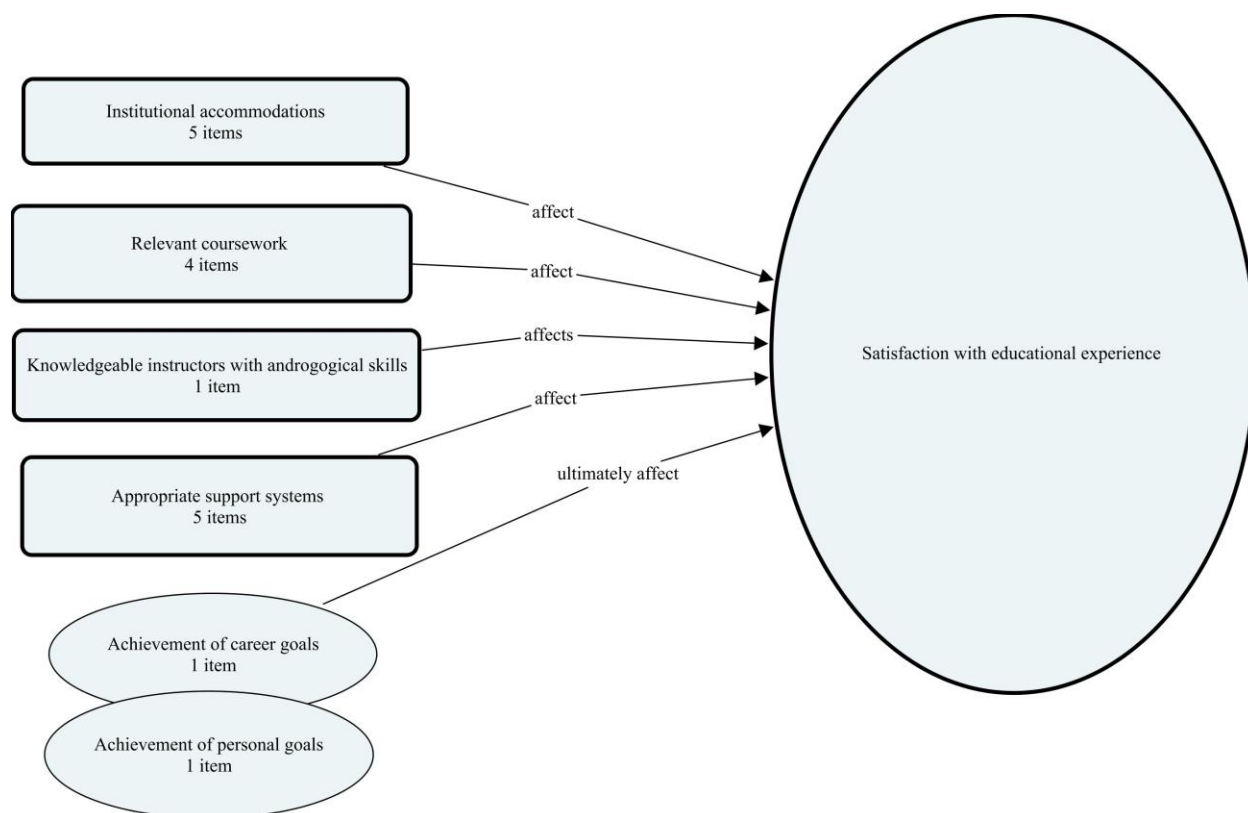 Institutional accommodations
5 items
affect
Relevant coursework
4 items
affect
Knowledgeable instructors with androgogical skills
1 item
affects
Satisfaction with educational experience
affect
Appropriate support systems
5 items
ultimately affect
Achievement of career goals
1 item
Achievement of personal goals
1 item